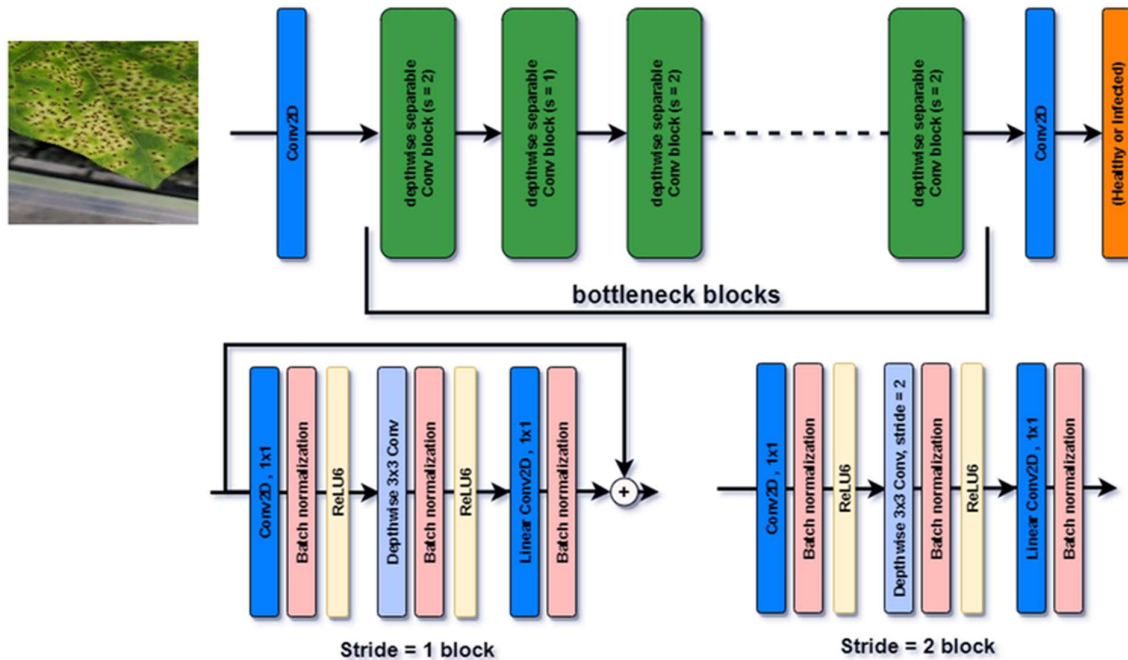 Conv2D
depthwise separable
Conv block (s = 2)
depthwise separable
Conv block (s = 1)
depthwise separable
Conv block (s = 2)
depthwise separable
Conv block (s = 2)
Conv2D
(Healthy or Infected)
bottleneck blocks
Conv2D , 1x1
Batch normalization
ReLU6
Depthwise 3x3 Conv
Batch normalization
ReLU6
Linear Conv2D , 1x1
Batch normalization
+
Stride = 1 block
Conv2D , 1x1
Batch normalization
ReLU6
Depthwise 3x3 Conv, stride = 2
Batch normalization
ReLU6
Linear Conv2D , 1x1
Batch normalization
Stride = 2 block